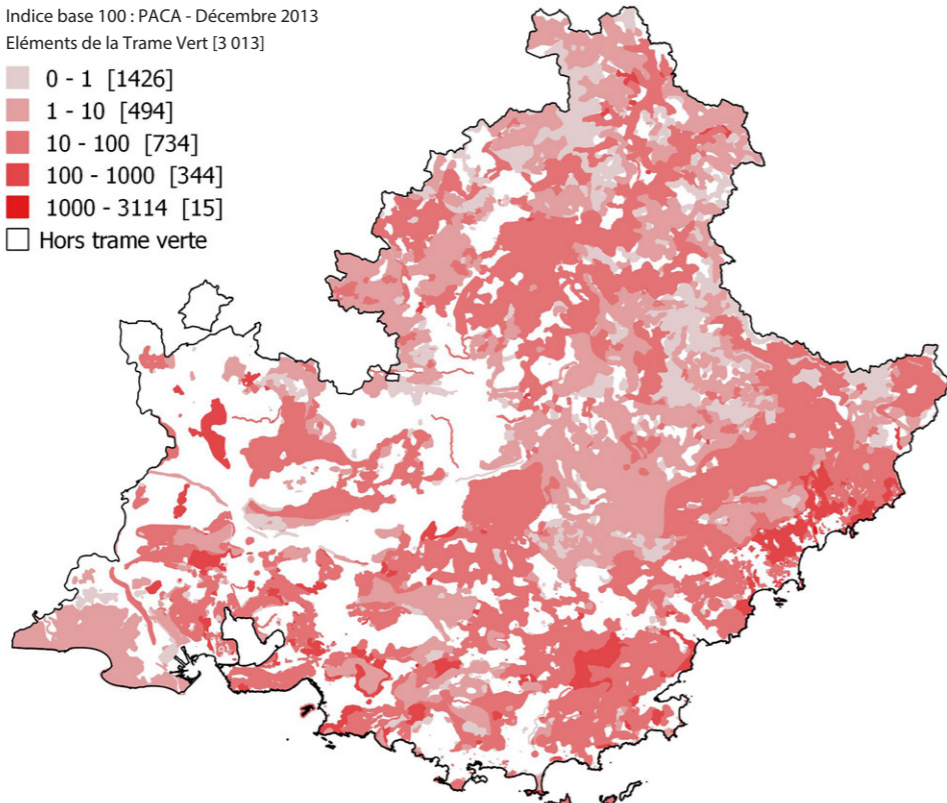 Indice base 100 : PACA - Décembre 2013
Eléments de la Trame Vert [3 013]
0 - 1 [1426]
1 - 10 [494]
10 - 100 [734]
100 - 1000 [344]
1000 - 3114 [15]
Hors trame verte